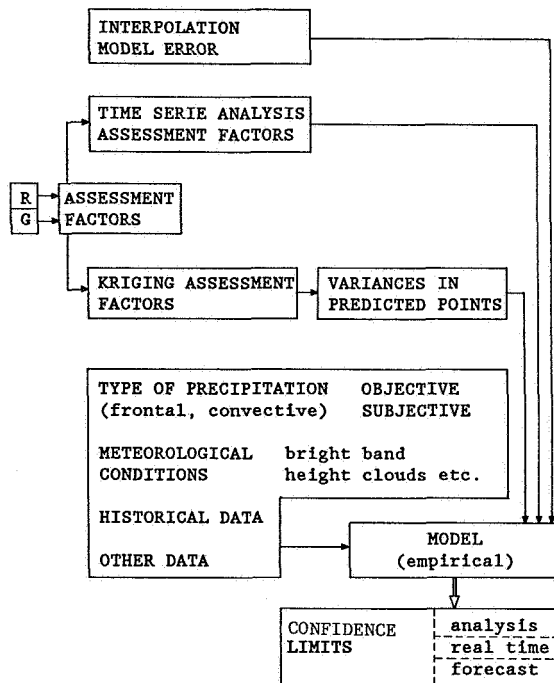 INTERPOLATION
MODEL ERROR
TIME SERIE ANALYSIS
ASSESSMENT FACTORS
R
G
ASSESSMENT
FACTORS
KRIGING ASSESSMENT
FACTORS
VARIANCES IN
PREDICTED POINTS
TYPE OF PRECIPITATION OBJECTIVE
(frontal, convective) SUBJECTIVE
METEOROLOGICAL bright band
CONDITIONS height clouds etc.
HISTORICAL DATA
OTHER DATA
MODEL
(empirical)
CONFIDENCE
LIMITS
analysis
real time
forecast